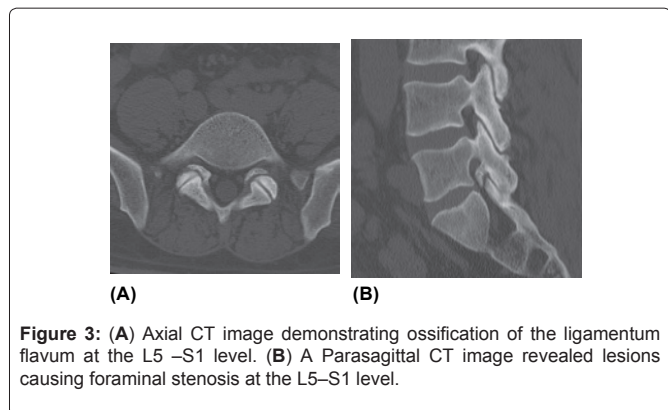 (A) (B)
Figure 3: (A) Axial CT image demonstrating ossification of the ligamentum
flavum at the L5 –S1 level. (B) A Parasagittal CT image revealed lesions
causing foraminal stenosis at the L5–S1 level.